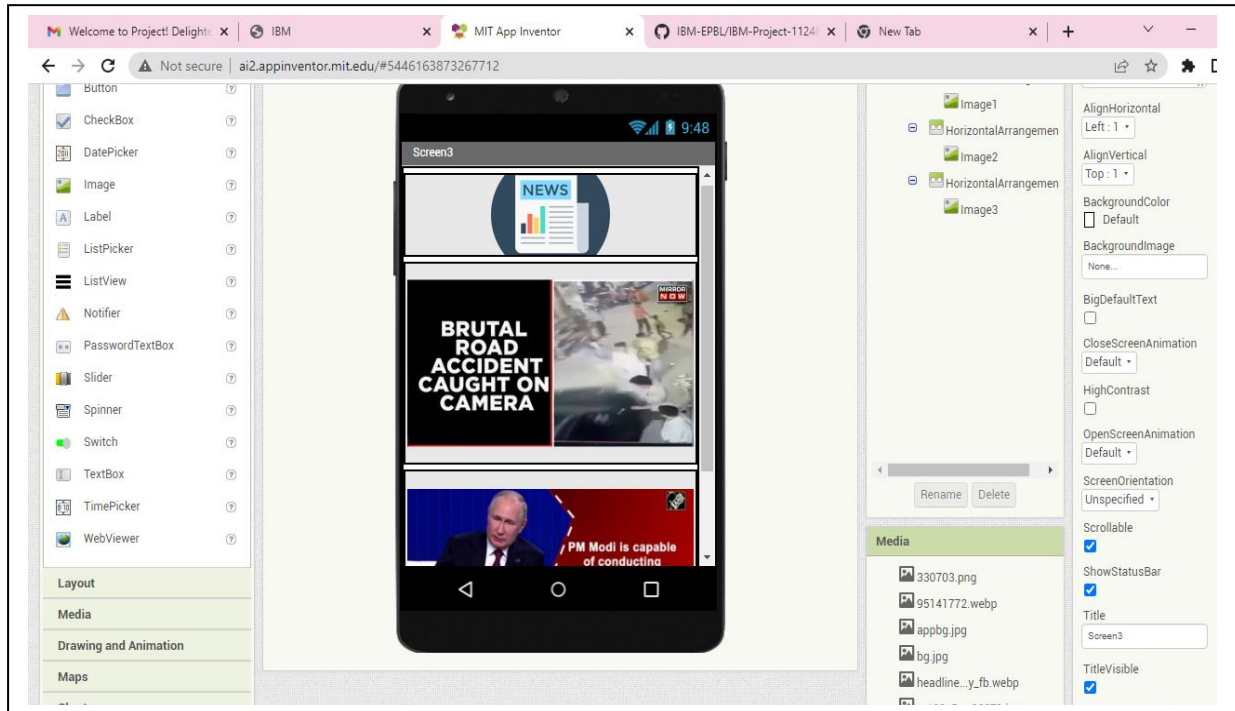 Welcome to Project! Delighte
IBM
MIT App Inventor
IBM-EPBL/IBM-Project-1124
New Tab
Not secure
ai2.appinventor.mit.edu/#5446163873267712
Button
CheckBox
DatePicker
Image
Label
ListPicker
ListView
Notifier
PasswordTextBox
Slider
Spinner
Switch
TextBox
TimePicker
WebViewer
Layout
Media
Drawing and Animation
Maps
9:48
Screen3
NEWS
MIRROR
NOW
BRUTAL
ROAD
ACCIDENT
CAUGHT ON
CAMERA
PM Modi is capable
of conducting
Image1
HorizontalArrangemen
Image2
HorizontalArrangemen
Image3
Rename
Delete
Media
330703.png
95141772.webp
appbg.jpg
bg.jpg
headline...y_fb.webp
AlignHorizontal
Left : 1
AlignVertical
Top : 1
BackgroundColor
Default
BackgroundImage
None...
BigDefaultText
CloseScreenAnimation
Default
HighContrast
OpenScreenAnimation
Default
ScreenOrientation
Unspecified
Scrollable
ShowStatusBar
Title
Screen3
TitleVisible